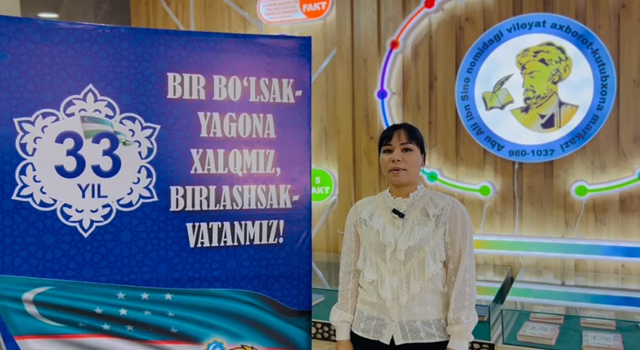 FAKT
33
YIL
BIR BO‘LSAK-
YAGONA
XALQMIZ,
BIRLASHSAK-
VATANMIZ!
Abu Ali ibn Sino nomidagi viloyat axborot-kutubxona markazi
980-1037
5
FAKT